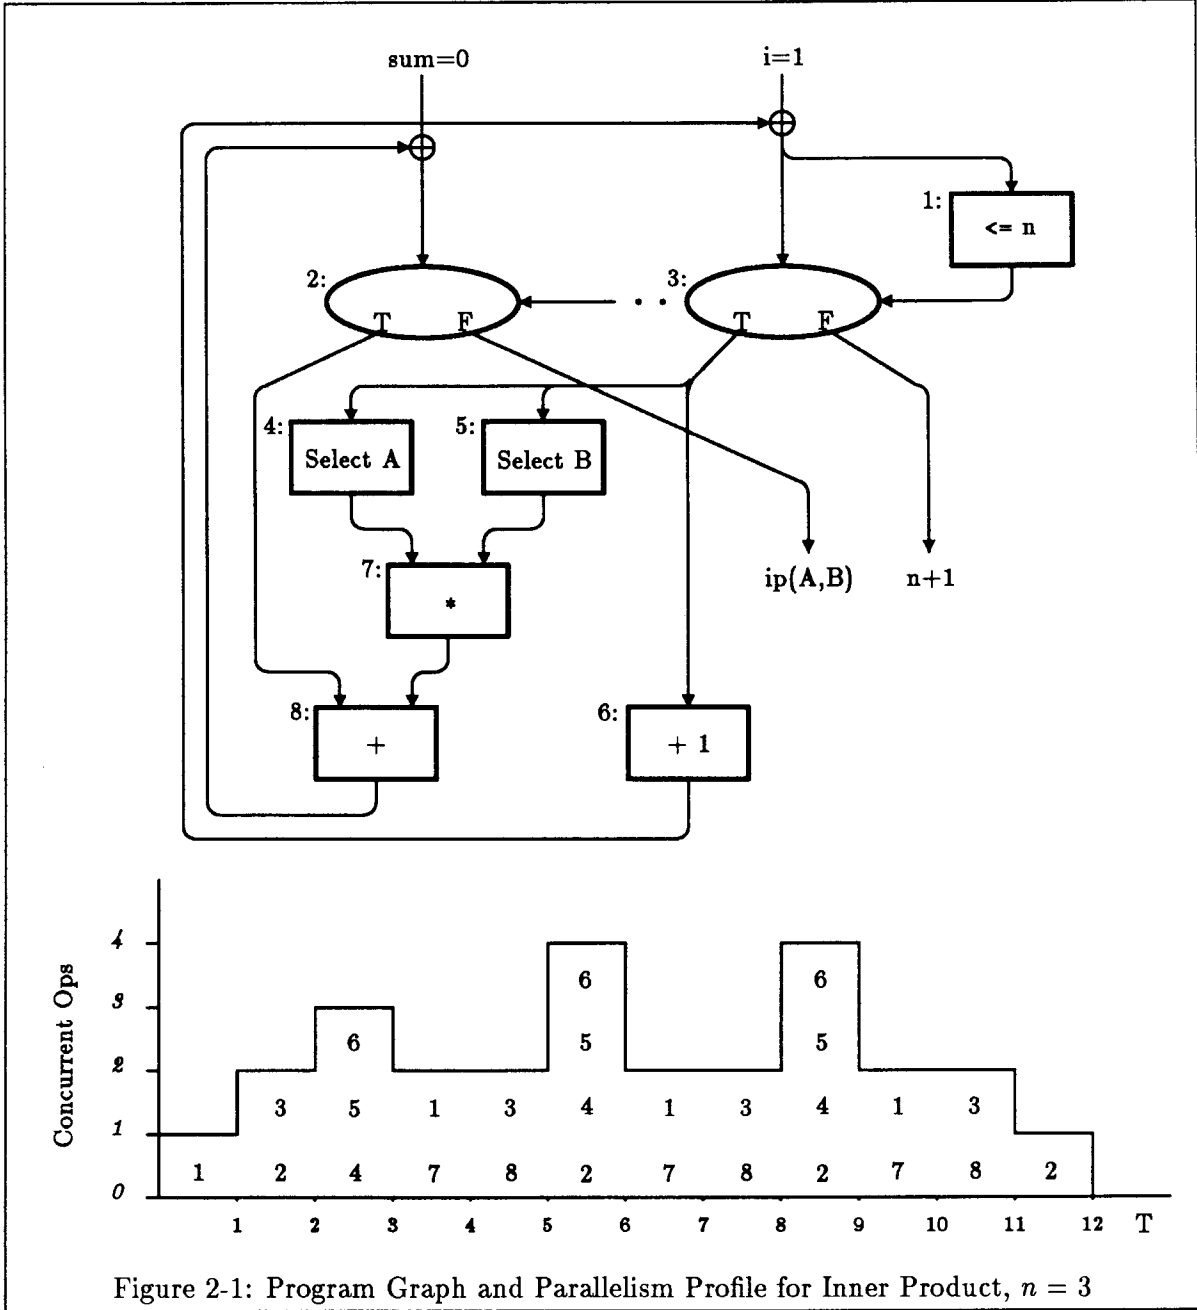 sum=0 i=1
1: <= n
2: T F 3: T F
4: Select A 5: Select B
7: *
ip(A,B) n+1
8: + 6: + 1
Concurrent Ops
4 6 6
3 6 5 5
2 3 5 1 3 4 1 3 4 1 3
1 1 2 4 7 8 2 7 8 2 7 8 2
0
1 2 3 4 5 6 7 8 9 10 11 12 T
Figure 2-1: Program Graph and Parallelism Profile for Inner Product, n = 3